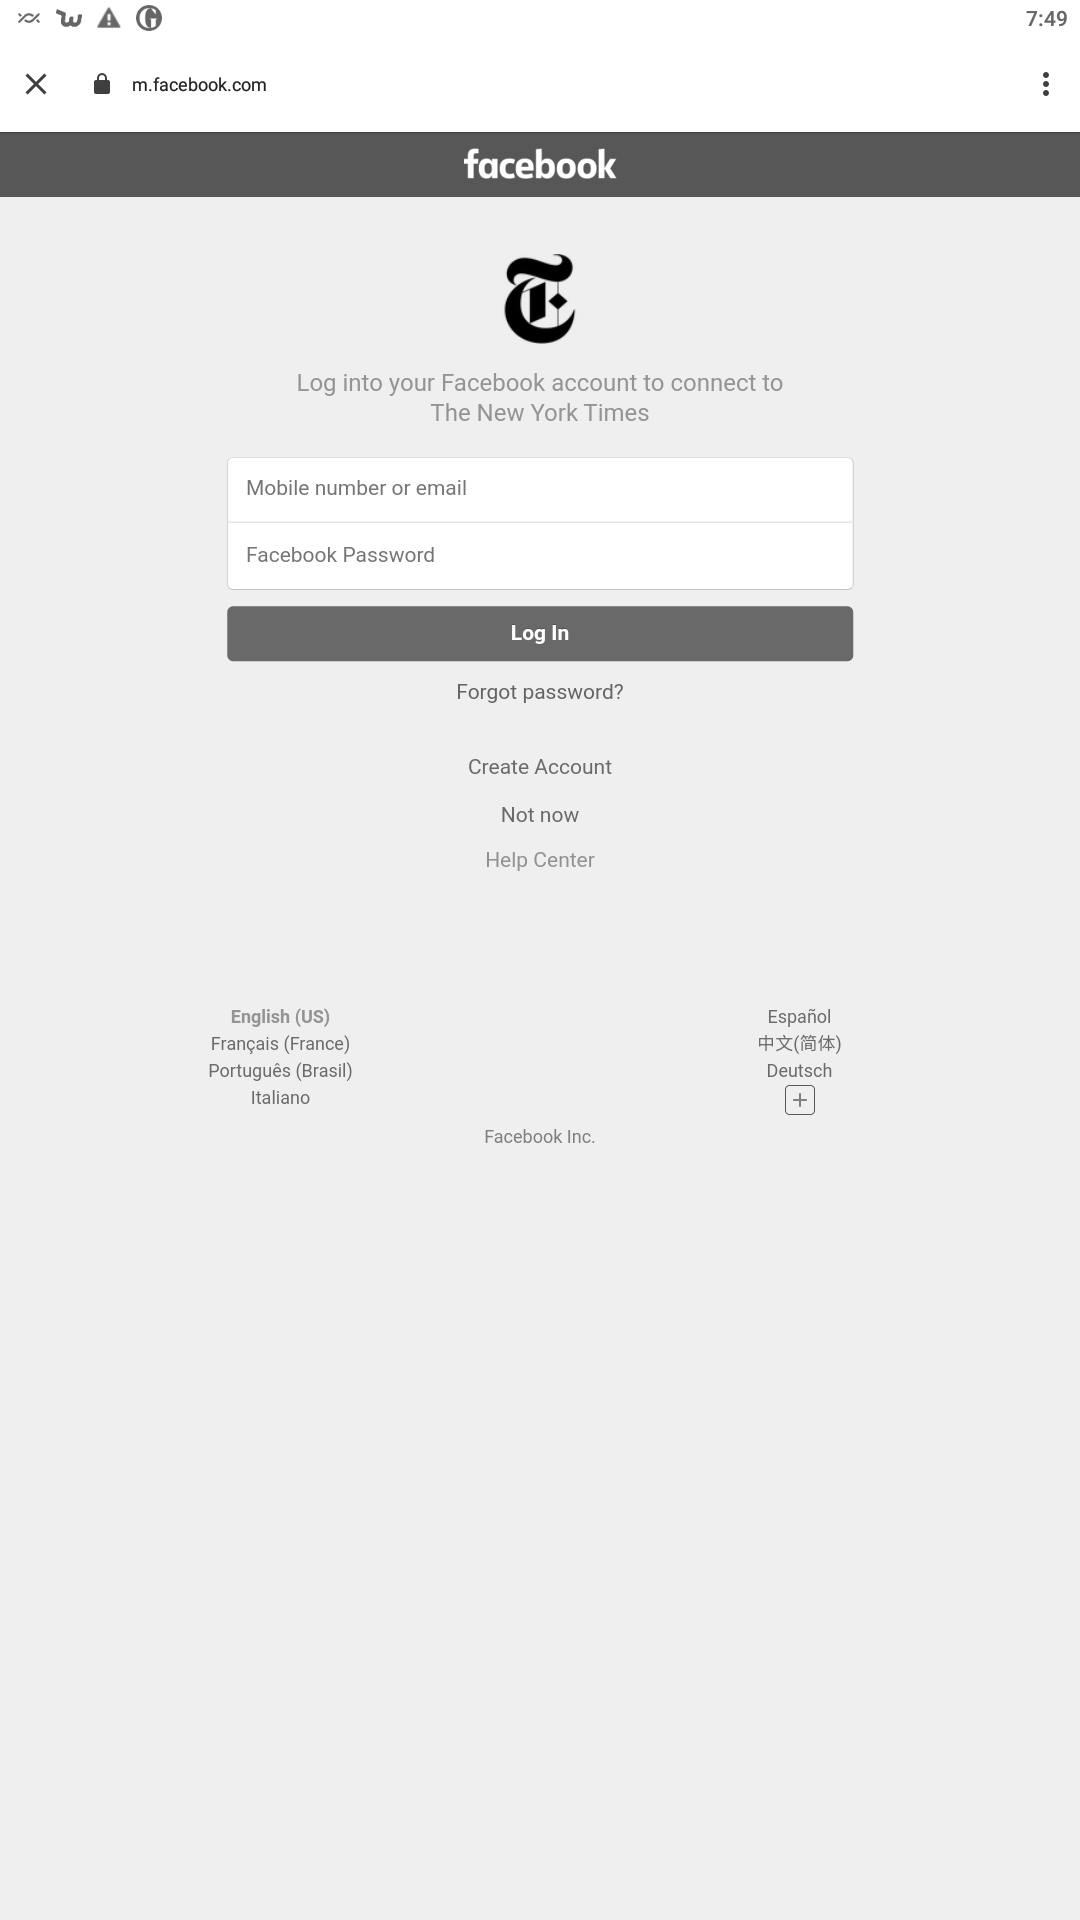 7:49
m.facebook.com
facebook
Log into your Facebook account to connect to
The New York Times
Mobile number or email
Facebook Password
Log In
Forgot password?
Create Account
Not now
Help Center
English (US)
Français (France)
Português (Brasil)
Italiano
Español
中文(简体)
Deutsch
Facebook Inc.